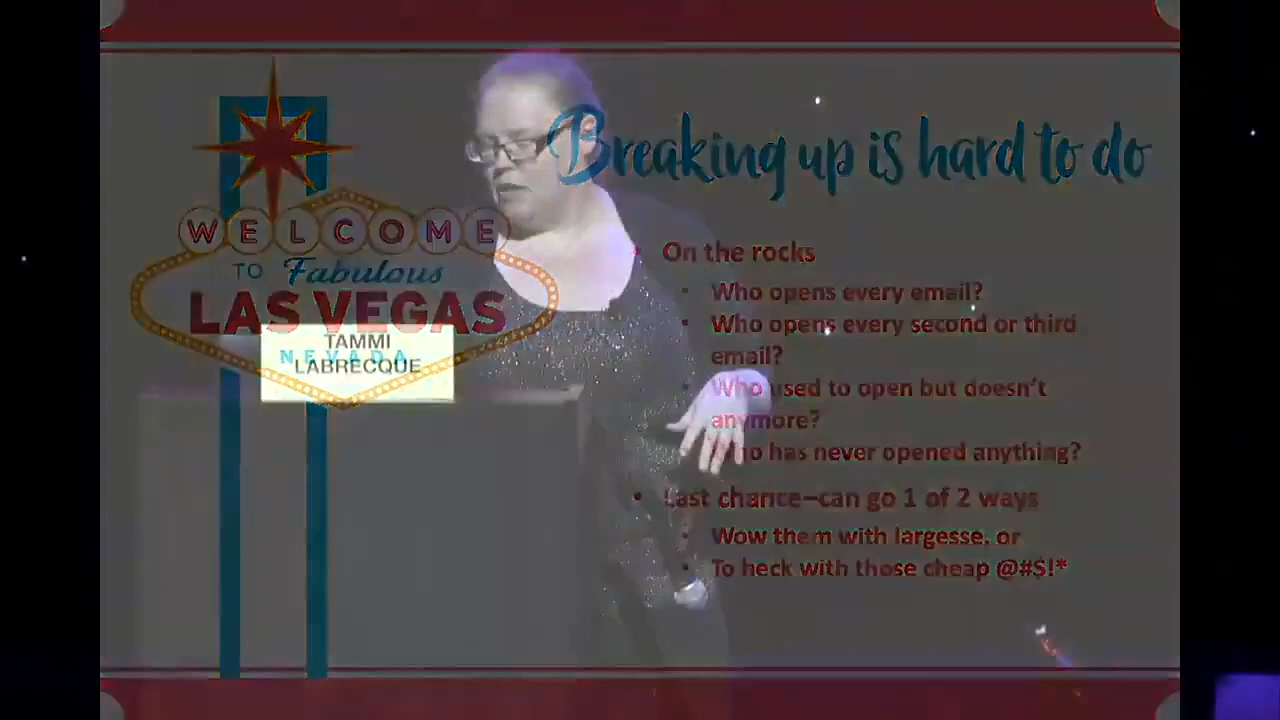 Breaking up is hard to do
WELCOME
TO Fabulous
LAS VEGAS
NEVADA
TAMMI
LABRECQUE
• On the rocks
• Who opens every email?
• Who opens every second or third
email?
• Who used to open but doesn't
anymore?
Who has never opened anything?
• Last chance–can go 1 of 2 ways
• Wow them with largesse, or
• To heck with those cheap @#$!*